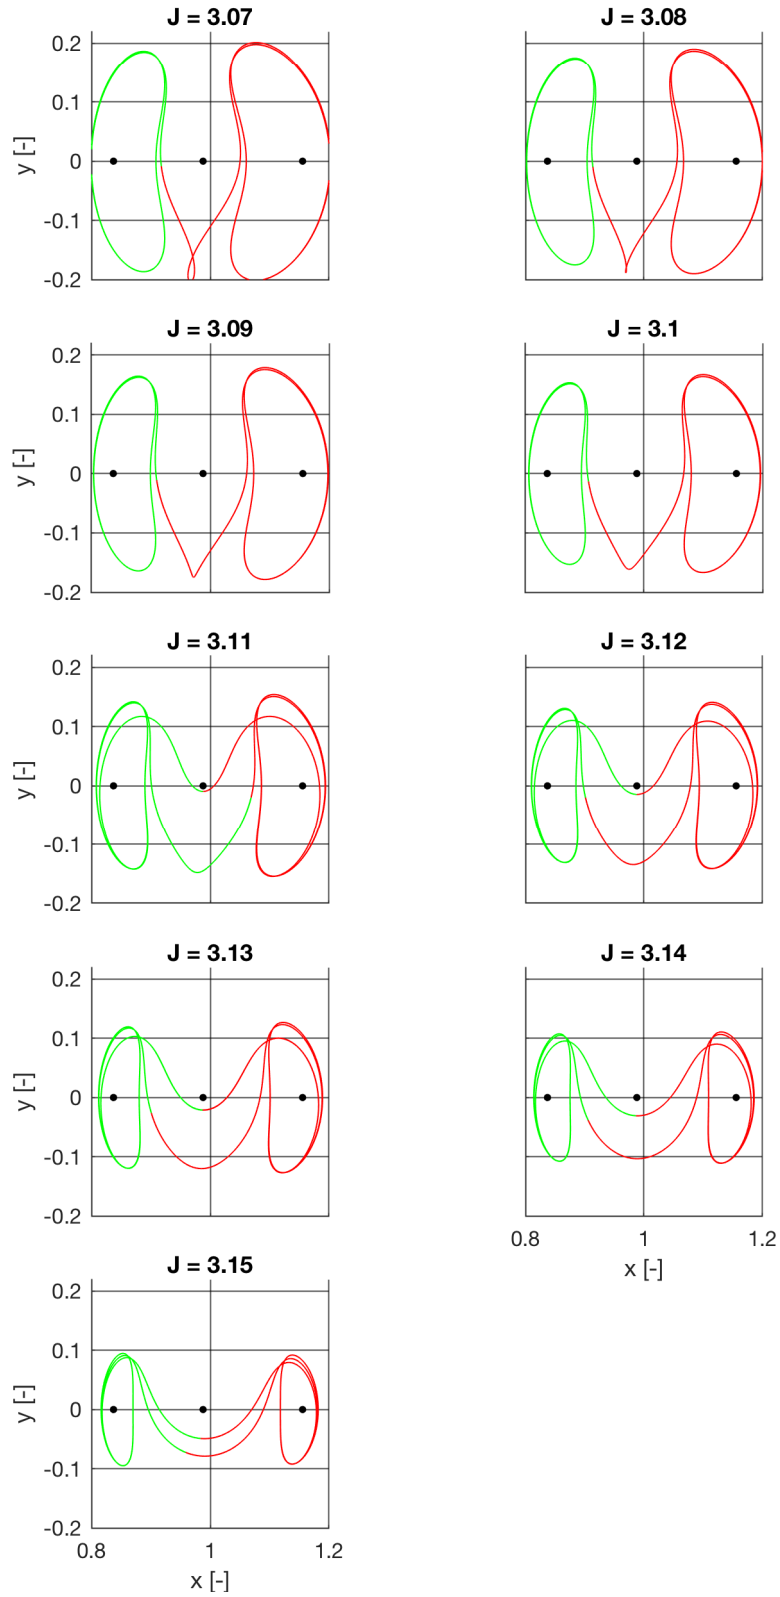 J = 3.07
J = 3.08
0.2
0.1
0
-0.1
-0.2
y [-]
J = 3.09
J = 3.1
0.2
0.1
0
-0.1
-0.2
y [-]
J = 3.11
J = 3.12
0.2
0.1
0
-0.1
-0.2
y [-]
J = 3.13
J = 3.14
0.2
0.1
0
-0.1
-0.2
y [-]
0.8 1 1.2
x [-]
J = 3.15
0.2
0.1
0
-0.1
-0.2
y [-]
0.8 1 1.2
x [-]